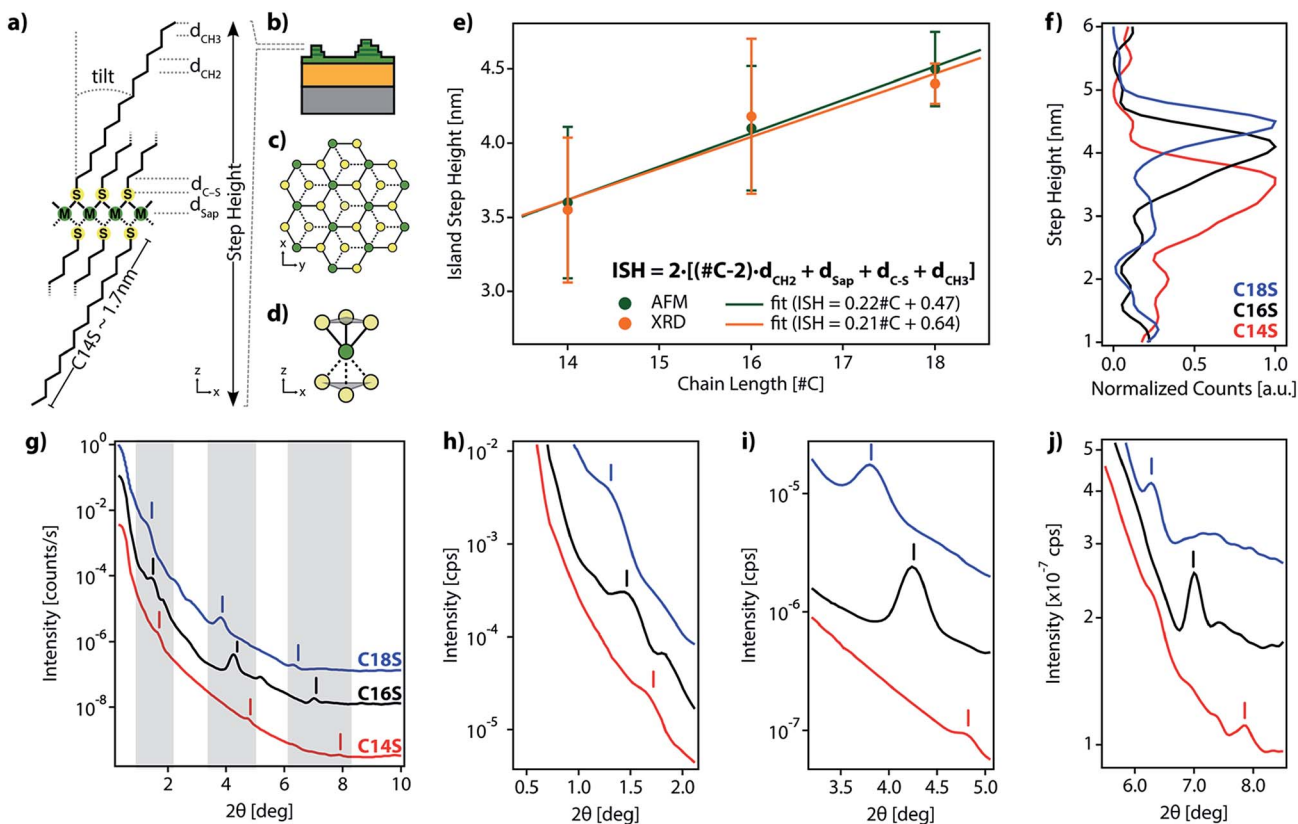 a)
d_CH3
d_CH2
tilt
S S S
d_C–S
M M M M
d_Sap
S S S
C14S ~ 1.7nm
Step Height
z
x
b)
c)
x
y
d)
z
x
e)
Island Step Height [nm]
4.5
4.0
3.5
3.0
ISH = 2·[(#C-2)·d_CH2 + d_Sap + d_C-S + d_CH3]
AFM fit (ISH = 0.22#C + 0.47)
XRD fit (ISH = 0.21#C + 0.64)
14 15 16 17 18
Chain Length [#C]
f)
Step Height [nm]
6
5
4
3
2
1
C18S
C16S
C14S
0.0 0.5 1.0
Normalized Counts [a.u.]
g)
Intensity [counts/s]
10^0
10^-2
10^-4
10^-6
10^-8
C18S
C16S
C14S
2 4 6 8 10
2θ [deg]
h)
Intensity [cps]
10^-2
10^-3
10^-4
10^-5
0.5 1.0 1.5 2.0
2θ [deg]
i)
Intensity [cps]
10^-5
10^-6
10^-7
3.5 4.0 4.5 5.0
2θ [deg]
j)
Intensity [x10^-7 cps]
5
4
3
2
1
6.0 7.0 8.0
2θ [deg]